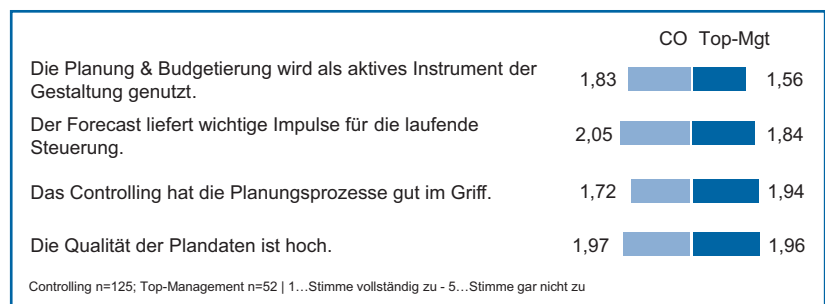 CO Top-Mgt
Die Planung & Budgetierung wird als aktives Instrument der
Gestaltung genutzt.
1,83 1,56
Der Forecast liefert wichtige Impulse für die laufende
Steuerung.
2,05 1,84
Das Controlling hat die Planungsprozesse gut im Griff.
1,72 1,94
Die Qualität der Plandaten ist hoch.
1,97 1,96
Controlling n=125; Top-Management n=52 | 1…Stimme vollständig zu - 5…Stimme gar nicht zu